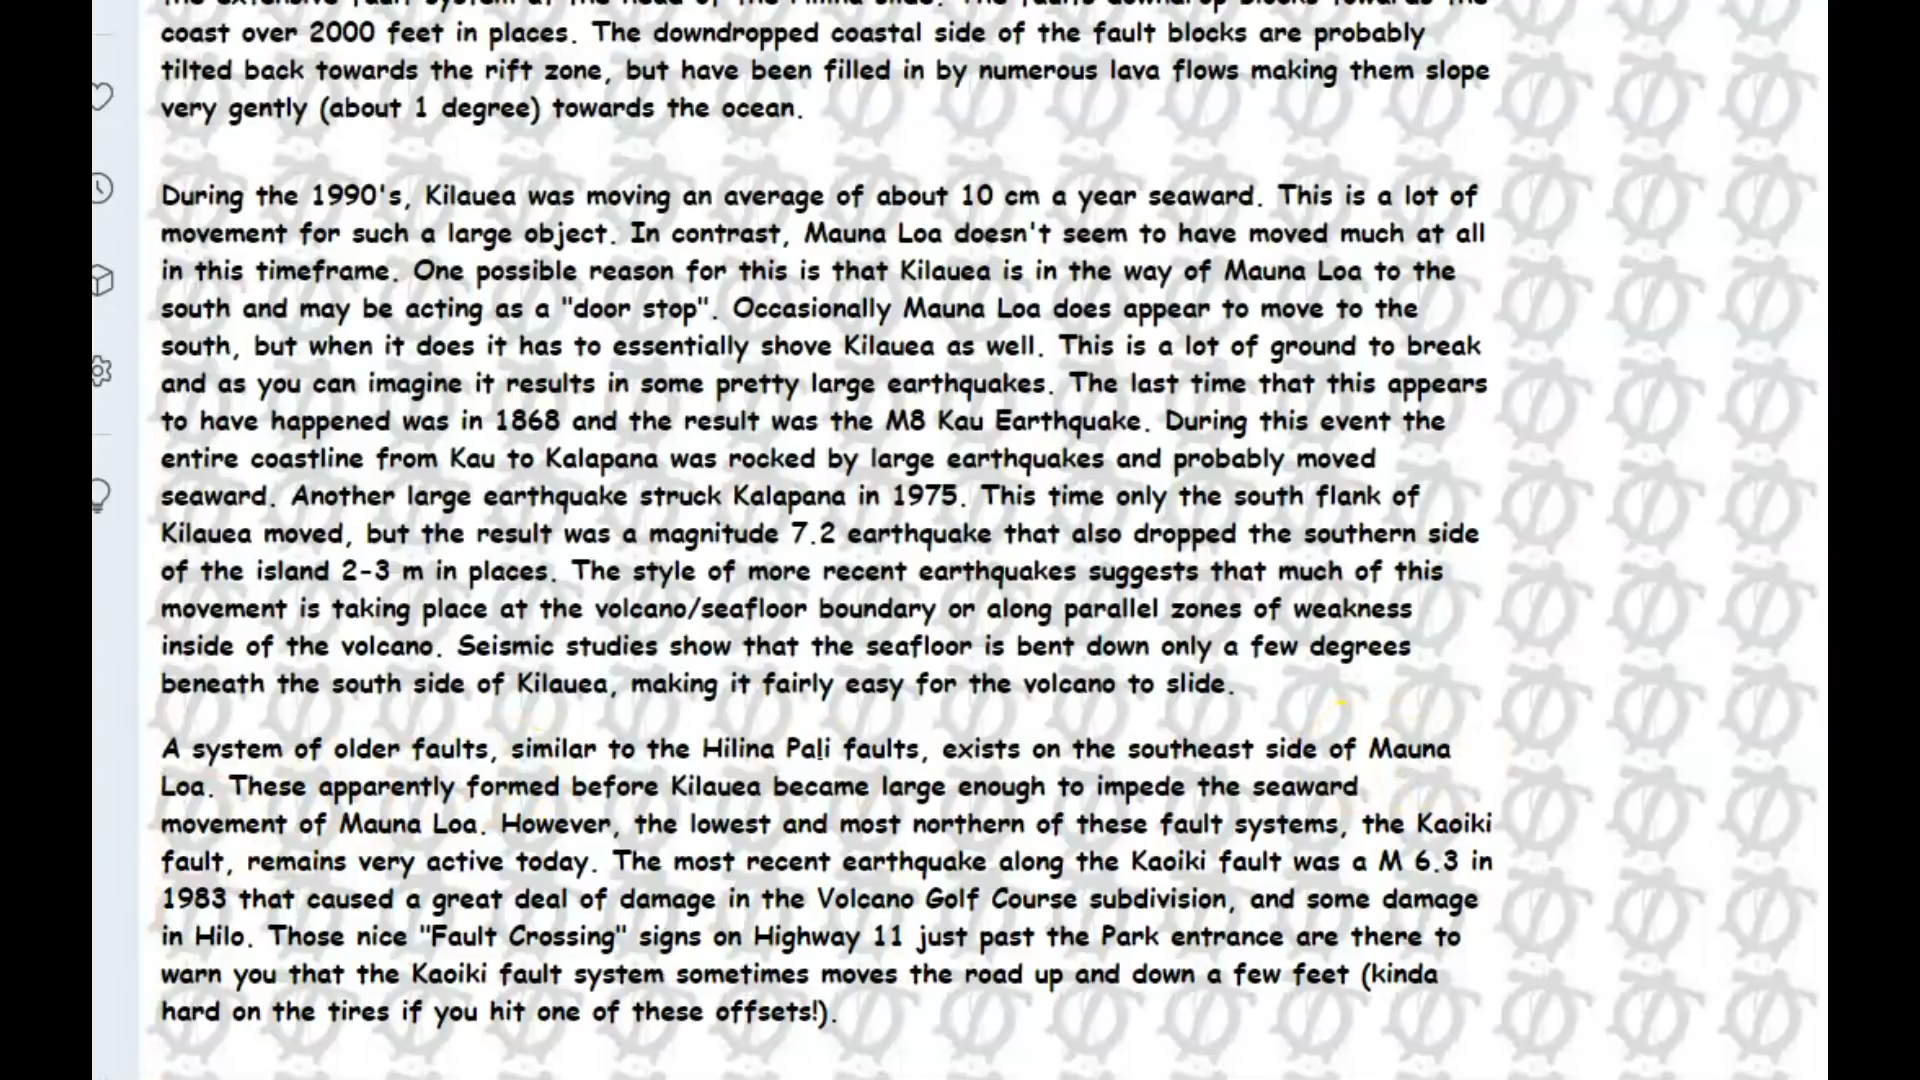 coast over 2000 feet in places. The downdropped coastal side of the fault blocks are probably
tilted back towards the rift zone, but have been filled in by numerous lava flows making them slope
very gently (about 1 degree) towards the ocean.
During the 1990's, Kilauea was moving an average of about 10 cm a year seaward. This is a lot of
movement for such a large object. In contrast, Mauna Loa doesn't seem to have moved much at all
in this timeframe. One possible reason for this is that Kilauea is in the way of Mauna Loa to the
south and may be acting as a "door stop". Occasionally Mauna Loa does appear to move to the
south, but when it does it has to essentially shove Kilauea as well. This is a lot of ground to break
and as you can imagine it results in some pretty large earthquakes. The last time that this appears
to have happened was in 1868 and the result was the M8 Kau Earthquake. During this event the
entire coastline from Kau to Kalapana was rocked by large earthquakes and probably moved
seaward. Another large earthquake struck Kalapana in 1975. This time only the south flank of
Kilauea moved, but the result was a magnitude 7.2 earthquake that also dropped the southern side
of the island 2-3 m in places. The style of more recent earthquakes suggests that much of this
movement is taking place at the volcano/seafloor boundary or along parallel zones of weakness
inside of the volcano. Seismic studies show that the seafloor is bent down only a few degrees
beneath the south side of Kilauea, making it fairly easy for the volcano to slide.
A system of older faults, similar to the Hilina Pali faults, exists on the southeast side of Mauna
Loa. These apparently formed before Kilauea became large enough to impede the seaward
movement of Mauna Loa. However, the lowest and most northern of these fault systems, the Kaoiki
fault, remains very active today. The most recent earthquake along the Kaoiki fault was a M 6.3 in
1983 that caused a great deal of damage in the Volcano Golf Course subdivision, and some damage
in Hilo. Those nice "Fault Crossing" signs on Highway 11 just past the Park entrance are there to
warn you that the Kaoiki fault system sometimes moves the road up and down a few feet (kinda
hard on the tires if you hit one of these offsets!).